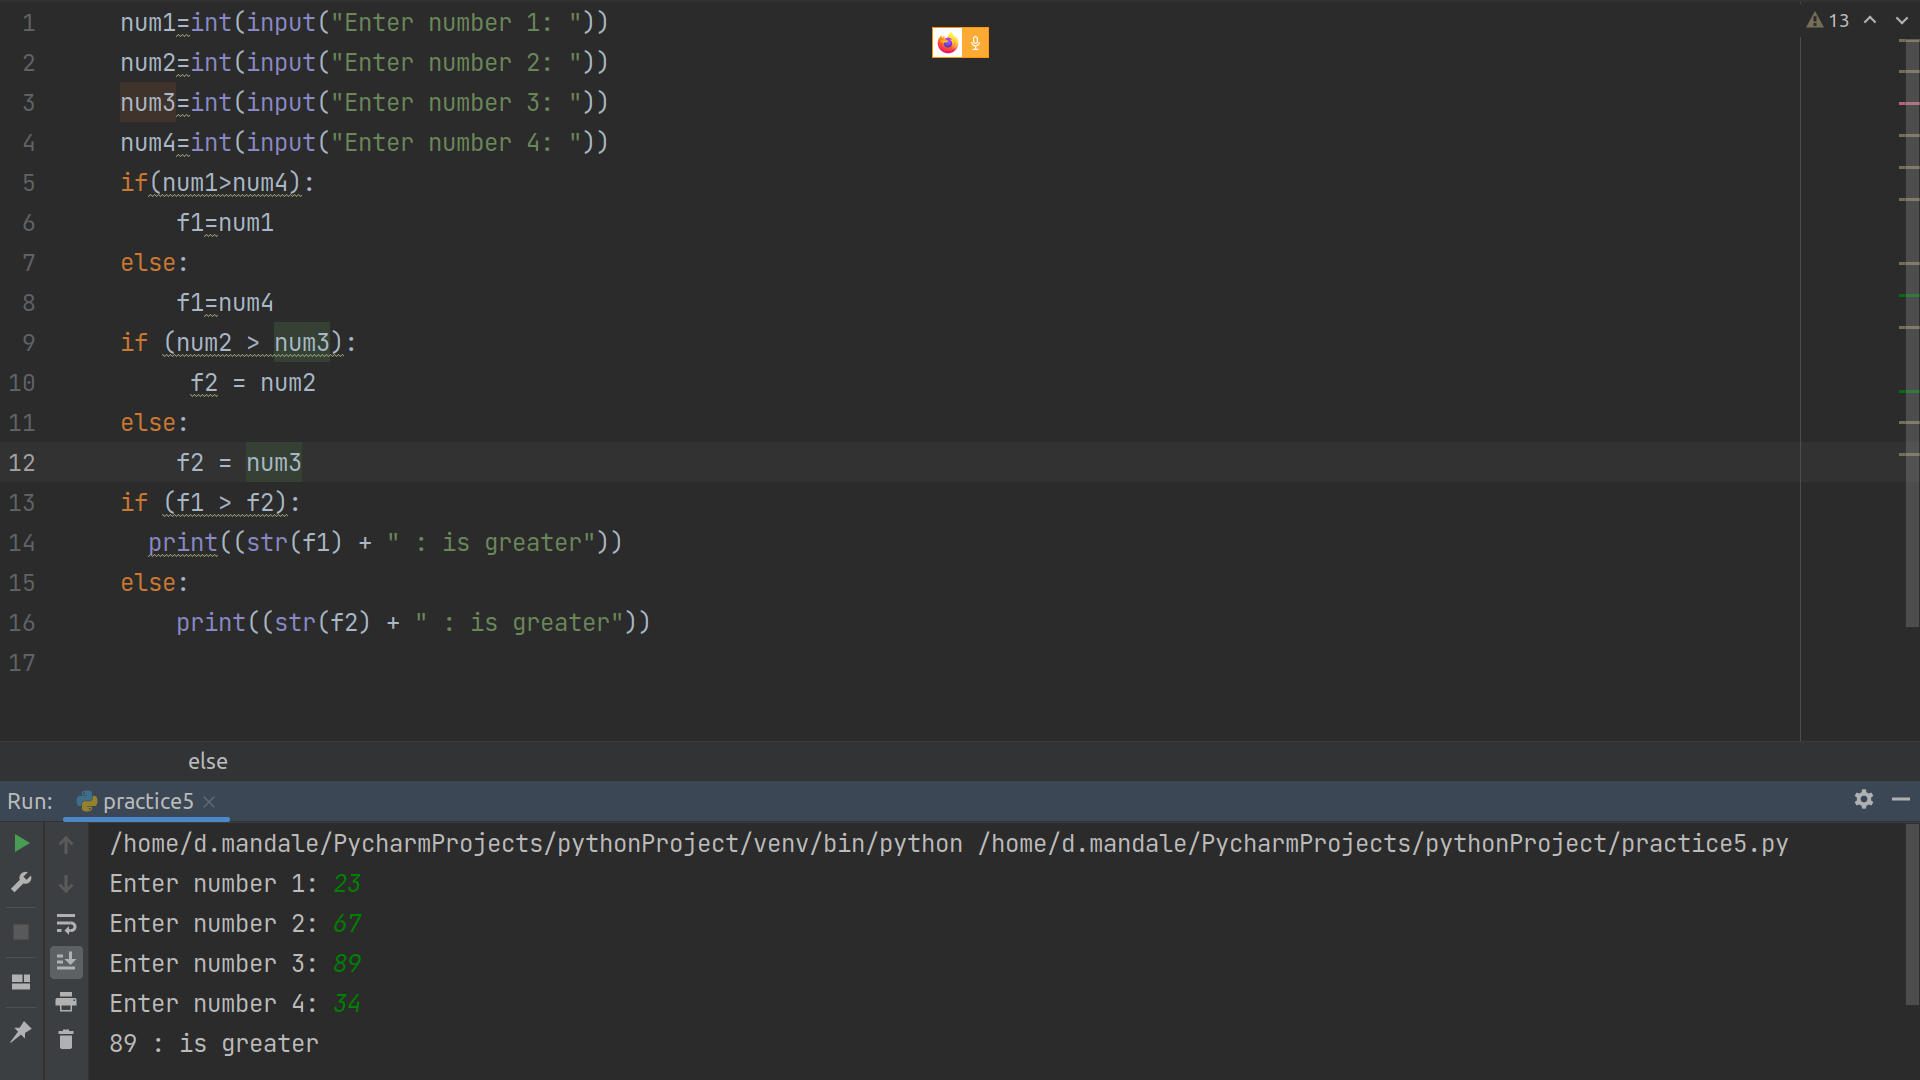 1 num1=int(input("Enter number 1: "))
2 num2=int(input("Enter number 2: "))
3 num3=int(input("Enter number 3: "))
4 num4=int(input("Enter number 4: "))
5 if(num1>num4):
6     f1=num1
7 else:
8     f1=num4
9 if (num2 > num3):
10      f2 = num2
11 else:
12     f2 = num3
13 if (f1 > f2):
14   print((str(f1) + " : is greater"))
15 else:
16     print((str(f2) + " : is greater"))
17
13
else
Run: practice5
/home/d.mandale/PycharmProjects/pythonProject/venv/bin/python /home/d.mandale/PycharmProjects/pythonProject/practice5.py
Enter number 1: 23
Enter number 2: 67
Enter number 3: 89
Enter number 4: 34
89 : is greater